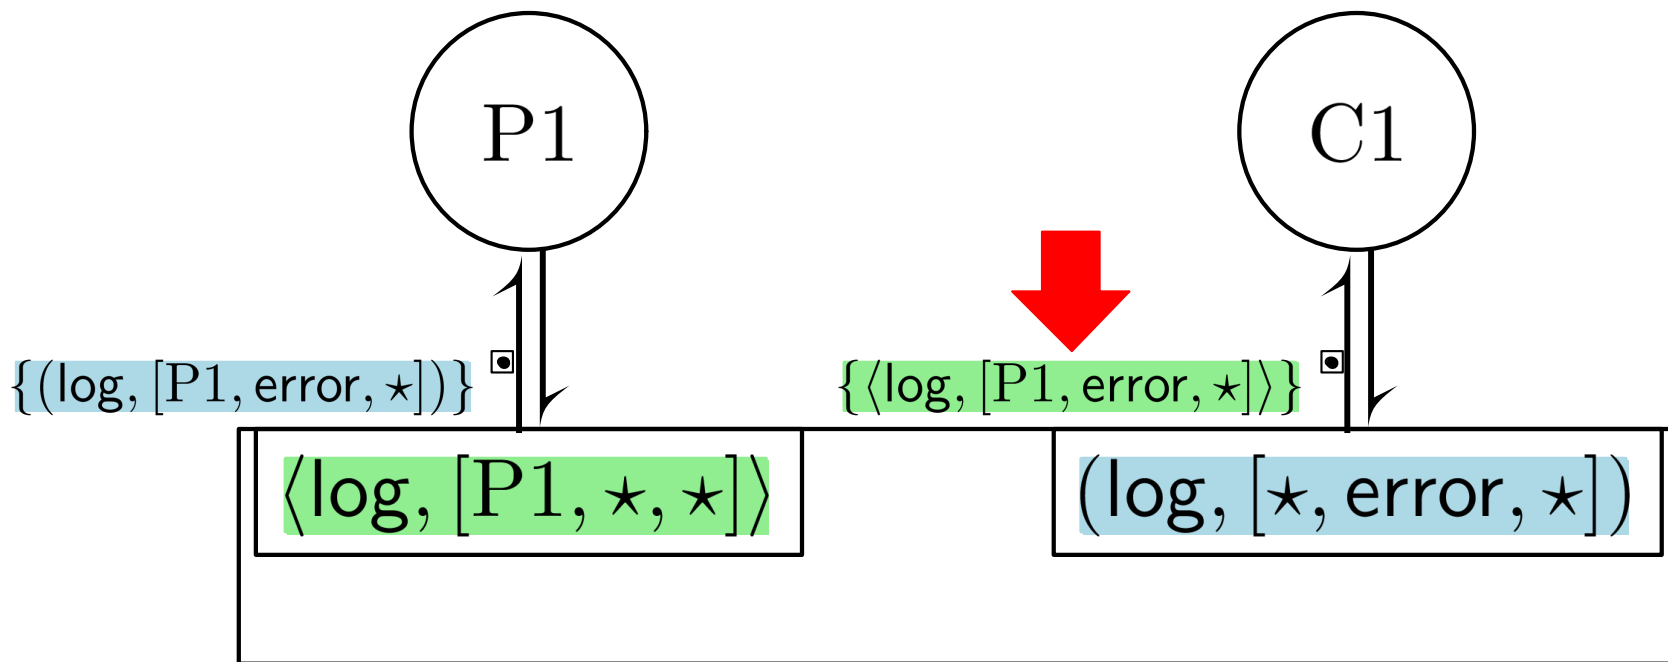 P1
C1
{(log, [P1, error, ⋆])}
{⟨log, [P1, error, ⋆]⟩}
⟨log, [P1, ⋆, ⋆]⟩
(log, [⋆, error, ⋆])